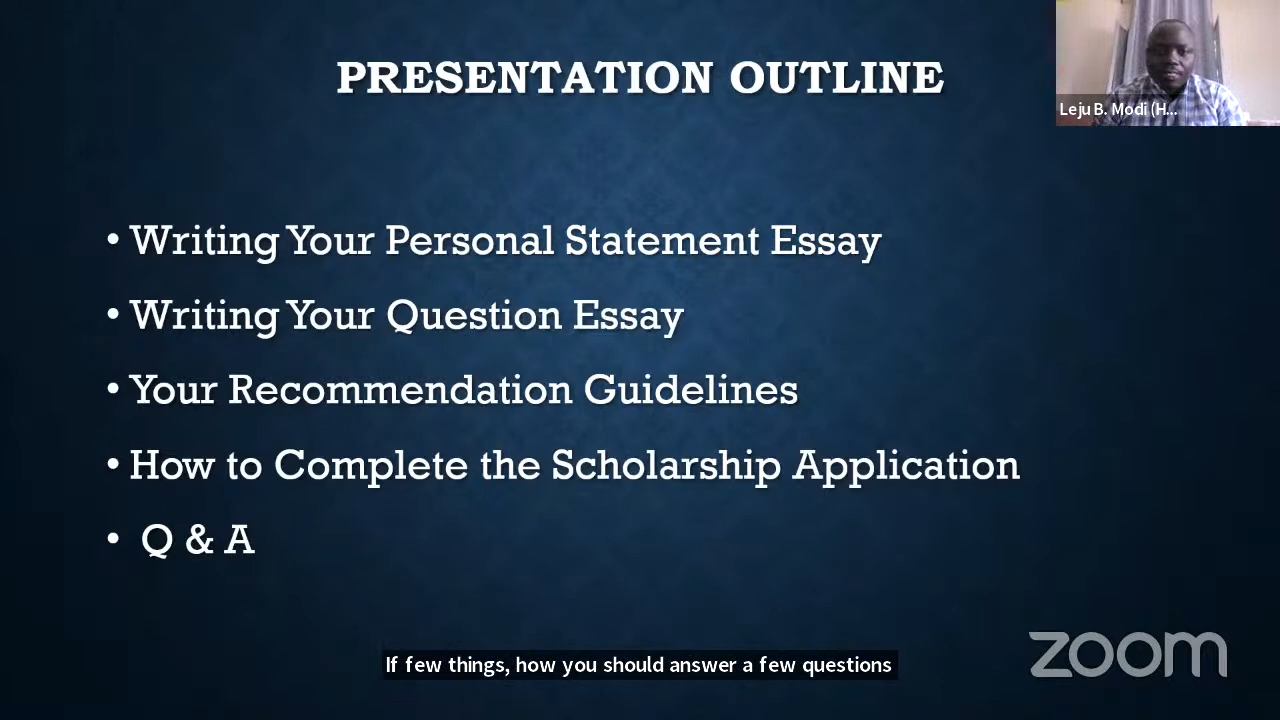 PRESENTATION OUTLINE
Leju B. Modi (H...
• Writing Your Personal Statement Essay
• Writing Your Question Essay
• Your Recommendation Guidelines
• How to Complete the Scholarship Application
• Q & A
If few things, how you should answer a few questions
zoom